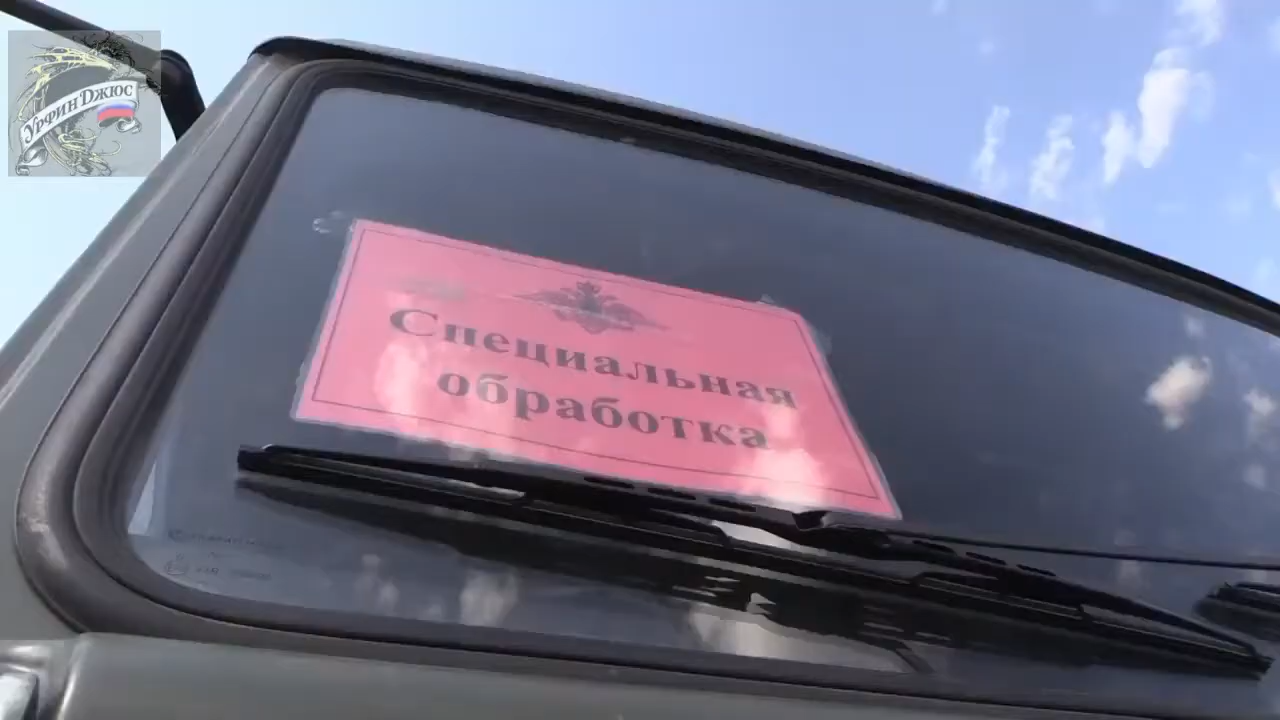 Урфин Джюс
Специальная
обработка